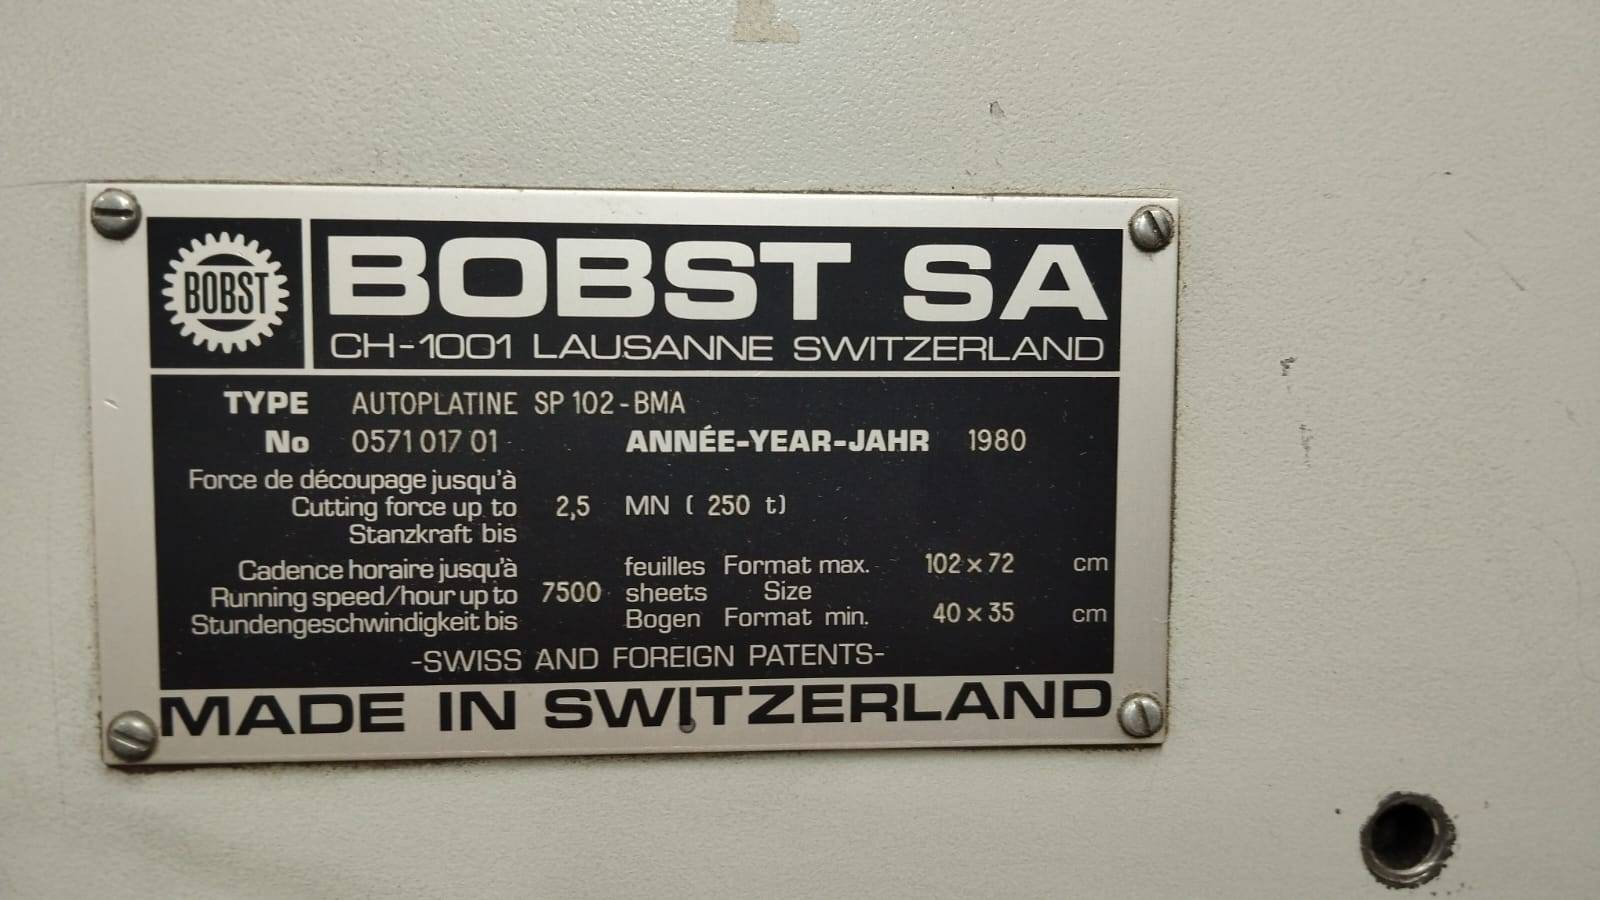 BOBST
BOBST SA
CH-1001 LAUSANNE SWITZERLAND
TYPE AUTOPLATINE SP 102-BMA
No 0571 017 01 ANNÉE-YEAR-JAHR 1980
Force de découpage jusqu'à
Cutting force up to 2,5 MN ( 250 t)
Stanzkraft bis
Cadence horaire jusqu'à feuilles Format max. 102 x 72 cm
Running speed/hour up to 7500 sheets Size
Stundengeschwindigkeit bis Bogen Format min. 40 x 35 cm
-SWISS AND FOREIGN PATENTS-
MADE IN SWITZERLAND